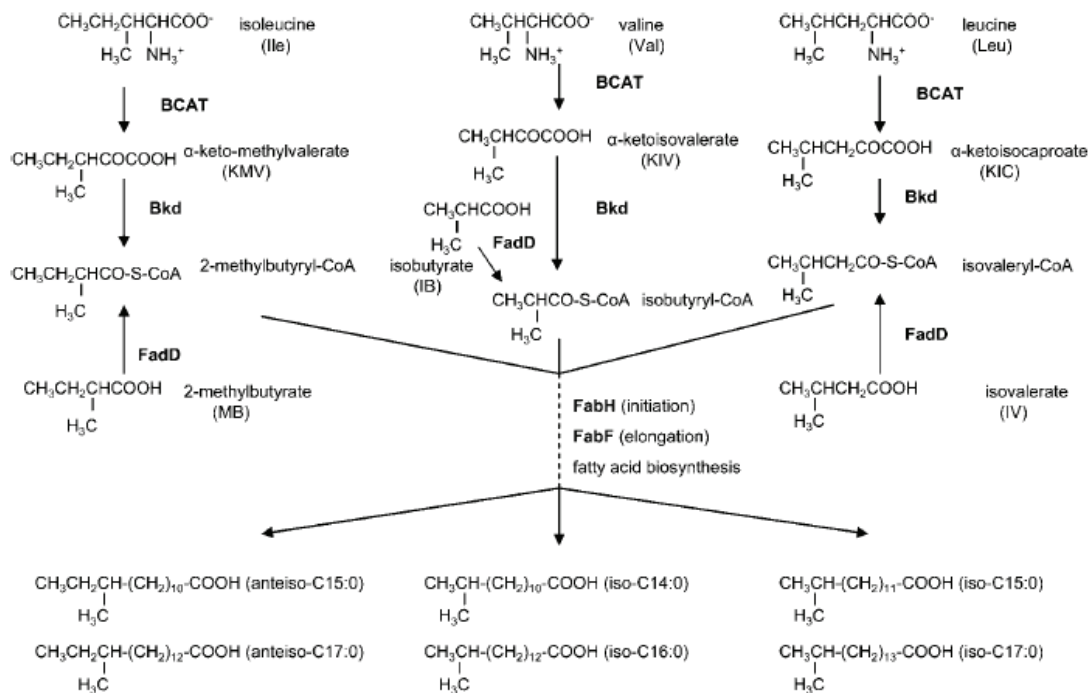 CH₃CH₂CHCHCOO⁻ isoleucine
H₃C NH₃⁺ (Ile)
CH₃CHCHCOO⁻ valine
H₃C NH₃⁺ (Val)
CH₃CHCH₂CHCOO⁻ leucine
H₃C NH₃⁺ (Leu)
BCAT
BCAT
BCAT
CH₃CH₂CHCOCOOH α-keto-methylvalerate
H₃C (KMV)
CH₃CHCOCOOH α-ketoisovalerate
H₃C (KIV)
CH₃CHCH₂COCOOH α-ketoisocaproate
H₃C (KIC)
Bkd
Bkd
Bkd
CH₃CHCOOH
H₃C FadD
isobutyrate
(IB)
CH₃CH₂CHCO-S-CoA 2-methylbutyryl-CoA
H₃C
CH₃CHCO-S-CoA isobutyryl-CoA
H₃C
CH₃CHCH₂CO-S-CoA isovaleryl-CoA
H₃C
FadD
FadD
CH₃CH₂CHCOOH 2-methylbutyrate
H₃C (MB)
CH₃CHCH₂COOH isovalerate
H₃C (IV)
FabH (initiation)
FabF (elongation)
fatty acid biosynthesis
CH₃CH₂CH-(CH₂)₁₀-COOH (anteiso-C15:0)
H₃C
CH₃CH₂CH-(CH₂)₁₂-COOH (anteiso-C17:0)
H₃C
CH₃CH-(CH₂)₁₀-COOH (iso-C14:0)
H₃C
CH₃CH-(CH₂)₁₂-COOH (iso-C16:0)
H₃C
CH₃CH-(CH₂)₁₁-COOH (iso-C15:0)
H₃C
CH₃CH-(CH₂)₁₃-COOH (iso-C17:0)
H₃C